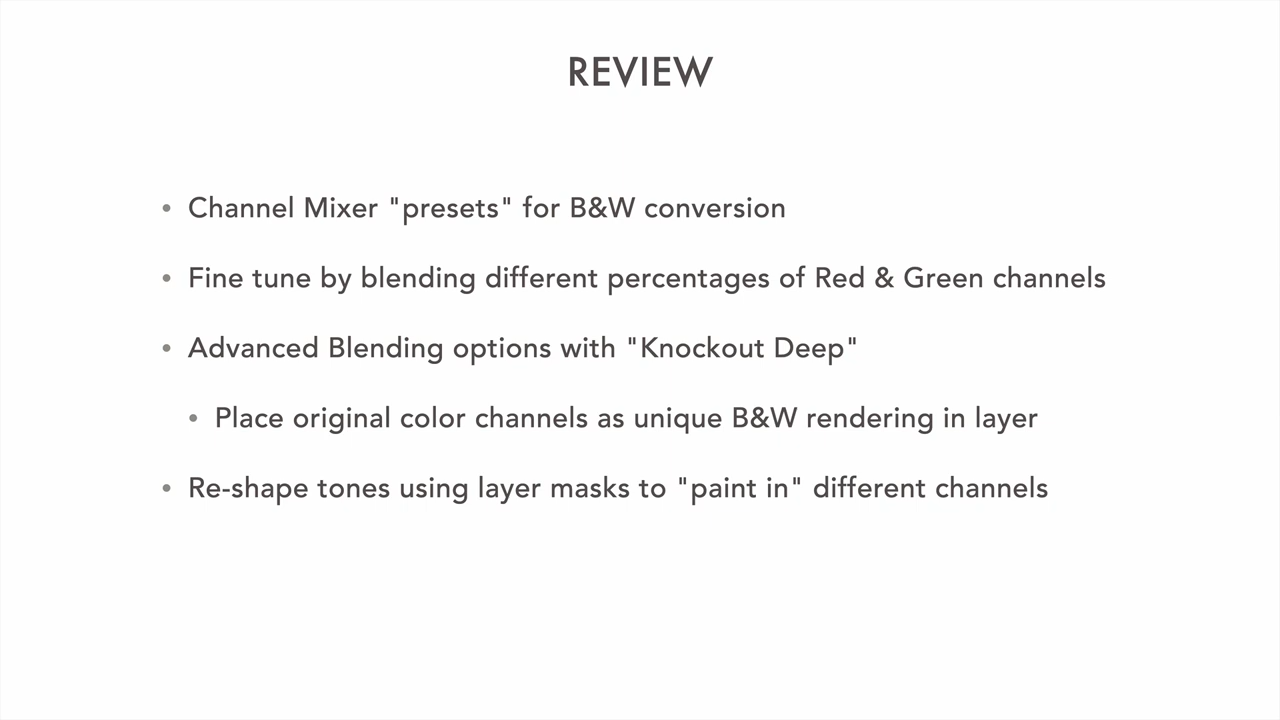 REVIEW
• Channel Mixer "presets" for B&W conversion
• Fine tune by blending different percentages of Red & Green channels
• Advanced Blending options with "Knockout Deep"
• Place original color channels as unique B&W rendering in layer
• Re-shape tones using layer masks to "paint in" different channels